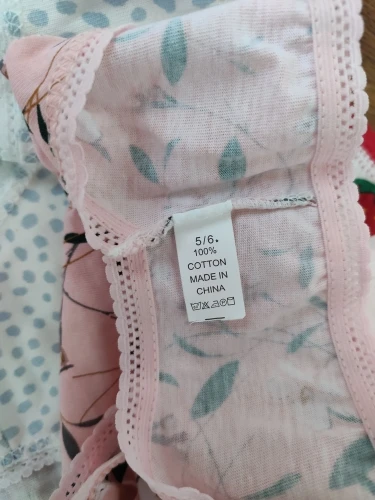 5/6.
100%
COTTON
MADE IN
CHINA